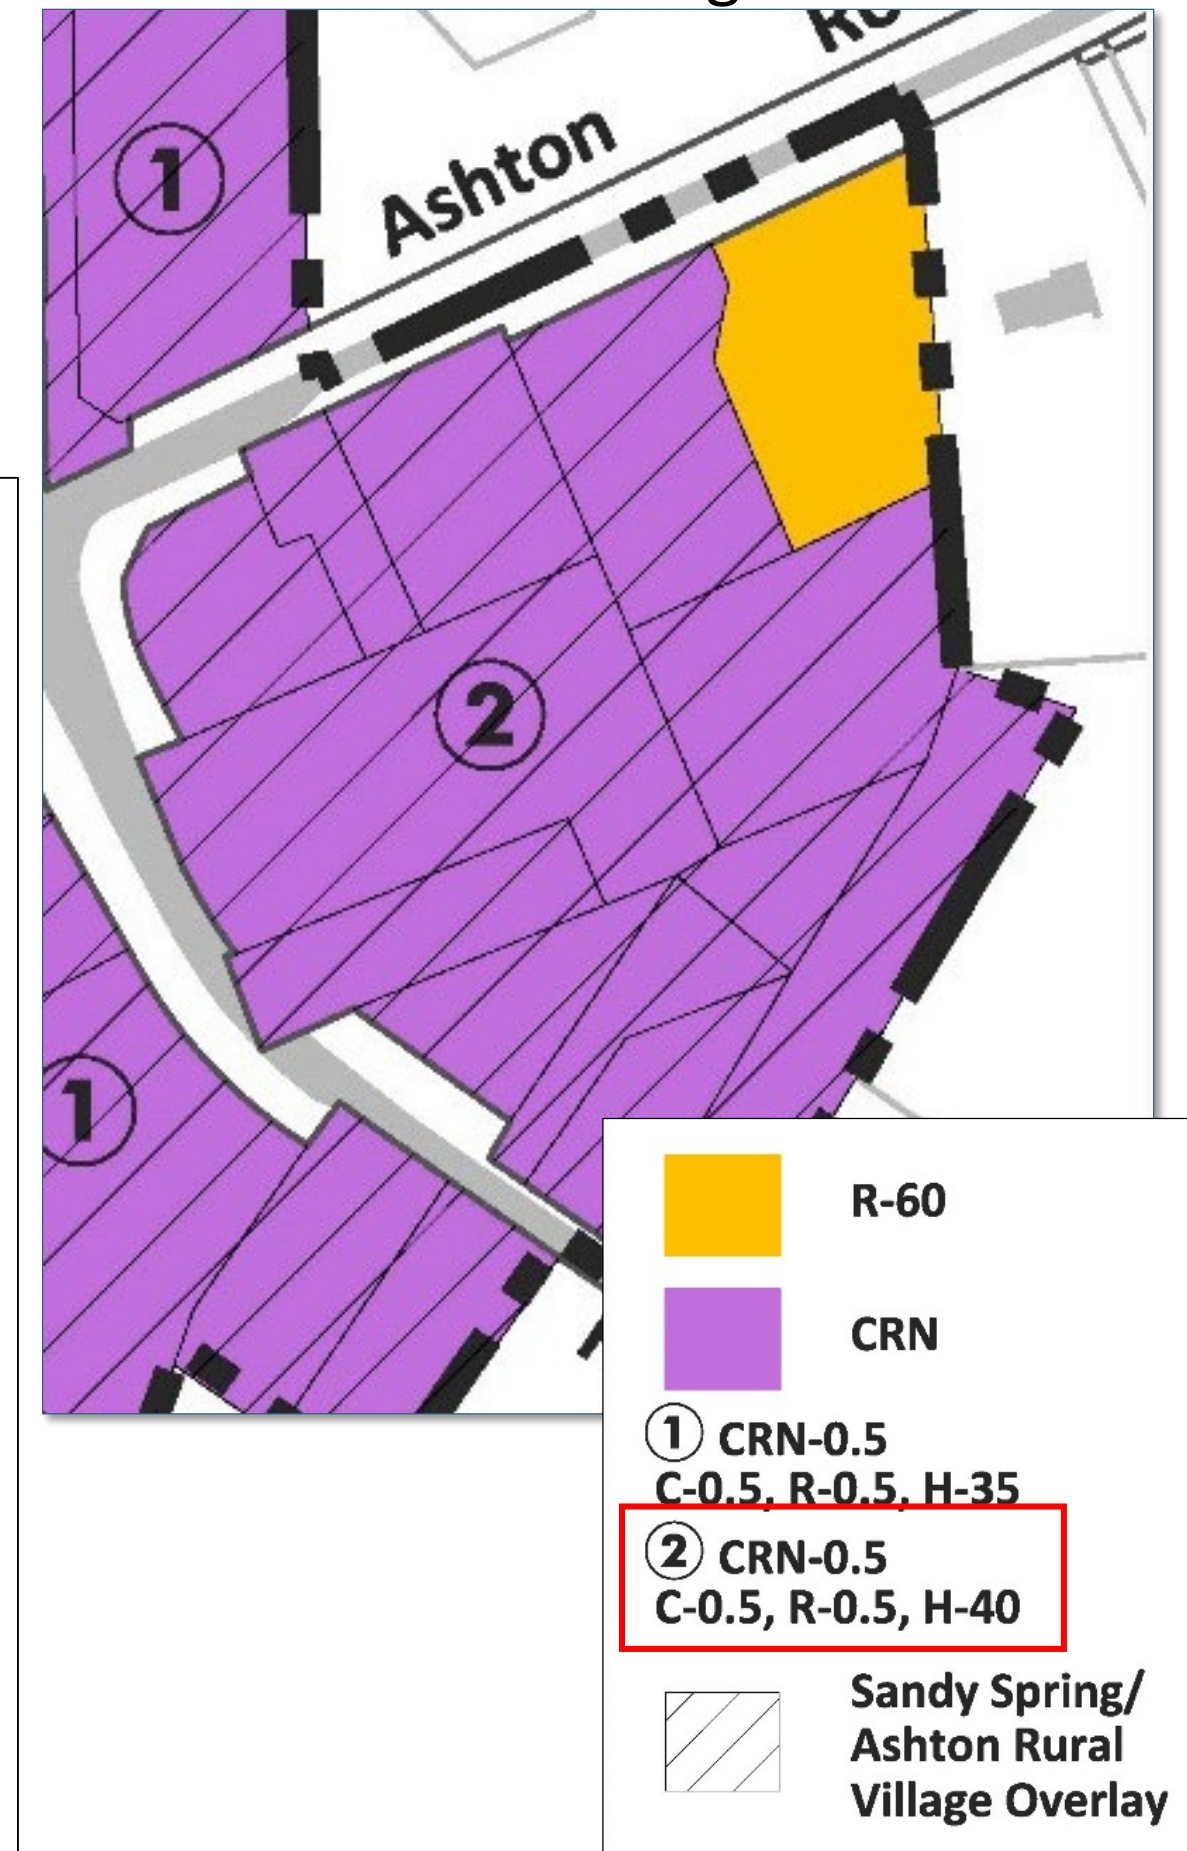 ①
Ashton
②
①
R-60
CRN
① CRN-0.5
C-0.5, R-0.5, H-35
② CRN-0.5
C-0.5, R-0.5, H-40
Sandy Spring/
Ashton Rural
Village Overlay